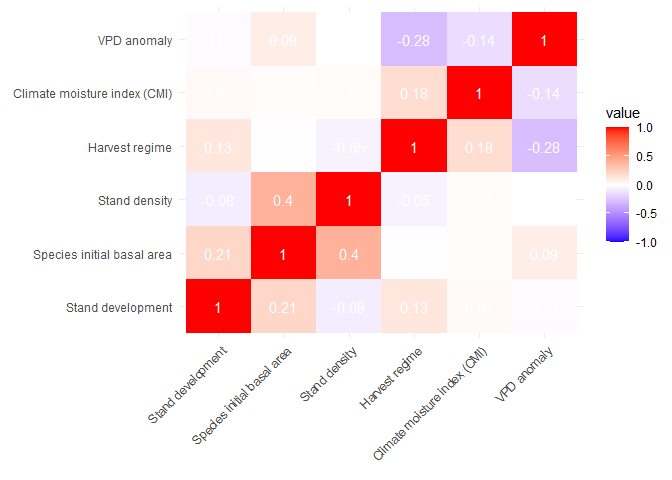 VPD anomaly 0.09 -0.28 -0.14 1
Climate moisture index (CMI) 0.02 0.18 1 -0.14
value
Harvest regime 0.13 -0.05 1 0.18 -0.28
1.0
0.5
0.0
-0.5
-1.0
Stand density -0.08 0.4 1 -0.05
Species initial basal area 0.21 1 0.4 0.09
Stand development 1 0.21 -0.08 0.13 0.02
Stand development
Species initial basal area
Stand density
Harvest regime
Climate moisture index (CMI)
VPD anomaly